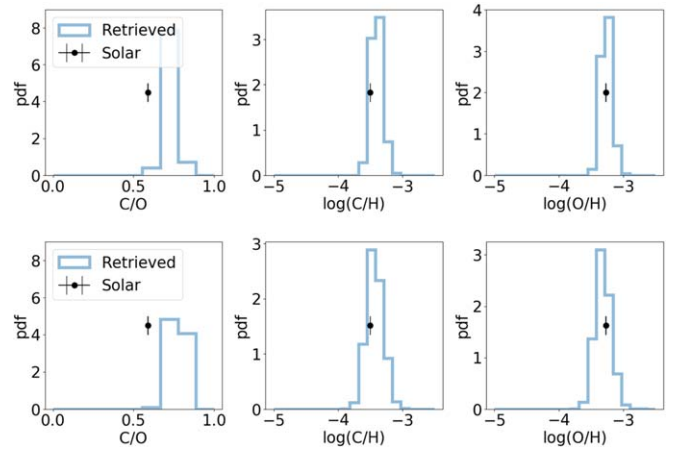 8
6
4
2
0
pdf
Retrieved
Solar
0.0 0.5 1.0
C/O
3
2
1
0
pdf
−5 −4 −3
log(C/H)
4
3
2
1
0
pdf
−5 −4 −3
log(O/H)
8
6
4
2
0
pdf
Retrieved
Solar
0.0 0.5 1.0
C/O
3
2
1
0
pdf
−5 −4 −3
log(C/H)
3
2
1
0
pdf
−5 −4 −3
log(O/H)